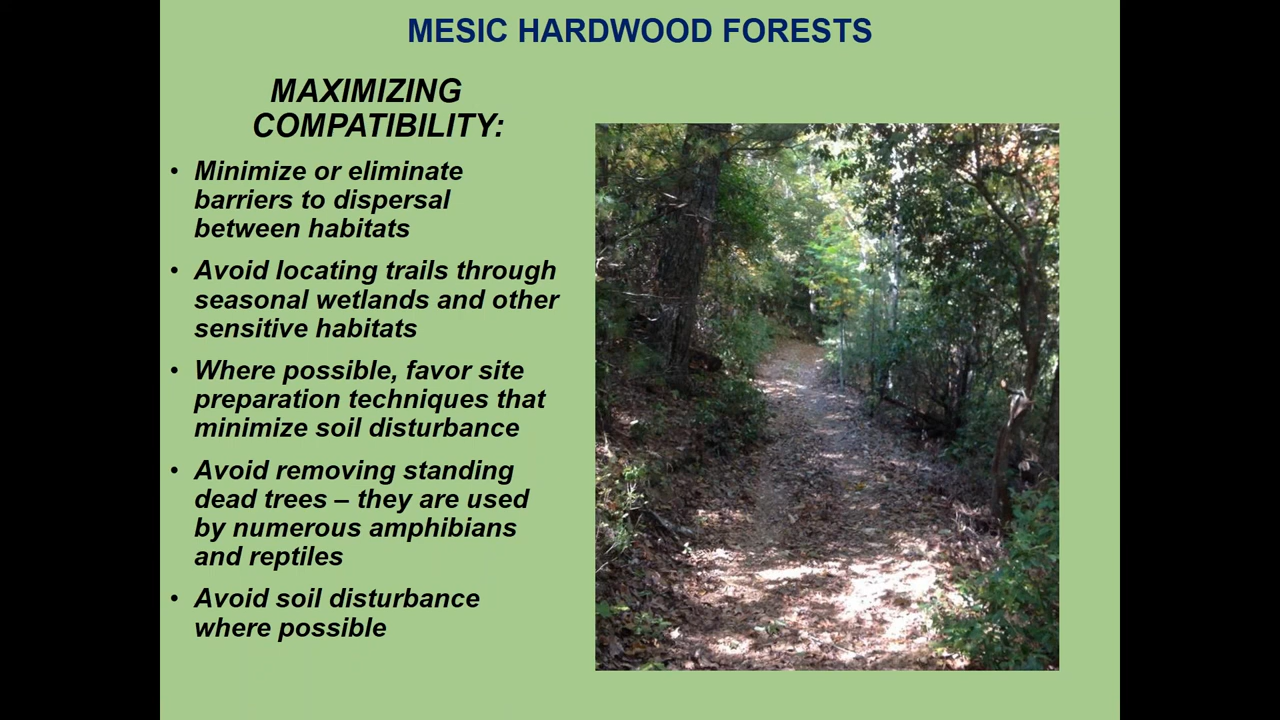 MESIC HARDWOOD FORESTS
MAXIMIZING
COMPATIBILITY:
• Minimize or eliminate
barriers to dispersal
between habitats
• Avoid locating trails through
seasonal wetlands and other
sensitive habitats
• Where possible, favor site
preparation techniques that
minimize soil disturbance
• Avoid removing standing
dead trees – they are used
by numerous amphibians
and reptiles
• Avoid soil disturbance
where possible